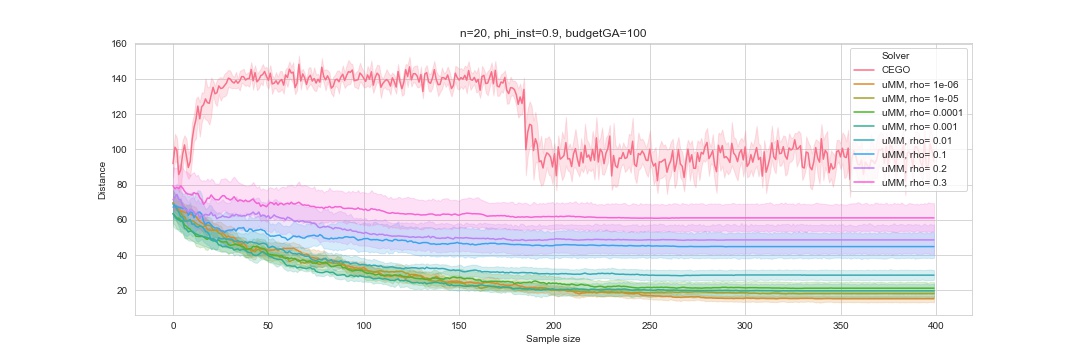 n=20, phi_inst=0.9, budgetGA=100
160
140
120
100
80
60
40
20
Distance
0
50
100
150
200
250
300
350
400
Sample size
Solver
CEGO
uMM, rho= 1e-06
uMM, rho= 1e-05
uMM, rho= 0.0001
uMM, rho= 0.001
uMM, rho= 0.01
uMM, rho= 0.1
uMM, rho= 0.2
uMM, rho= 0.3